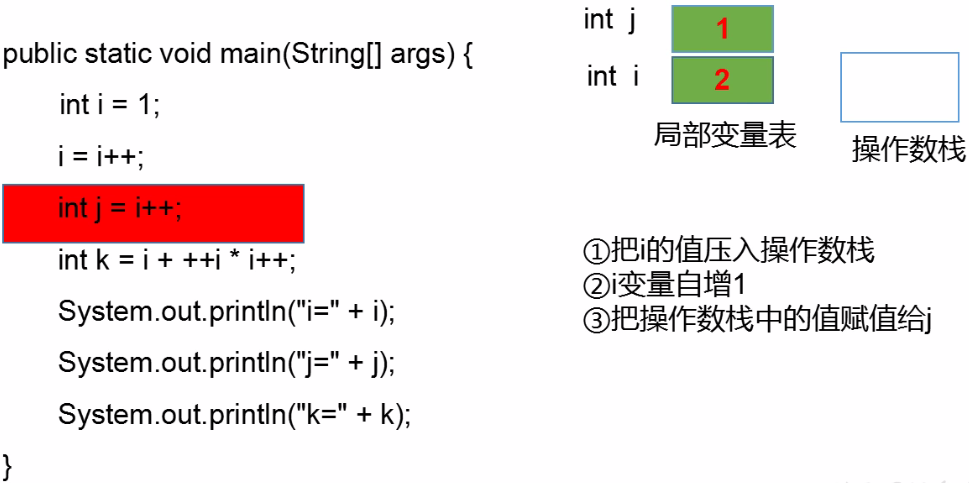 public static void main(String[] args) {
int i = 1;
i = i++;
int j = i++;
int k = i + ++i * i++;
System.out.println("i=" + i);
System.out.println("j=" + j);
System.out.println("k=" + k);
}
int j 1
int i 2
局部变量表
操作数栈
①把i的值压入操作数栈
②i变量自增1
③把操作数栈中的值赋值给j